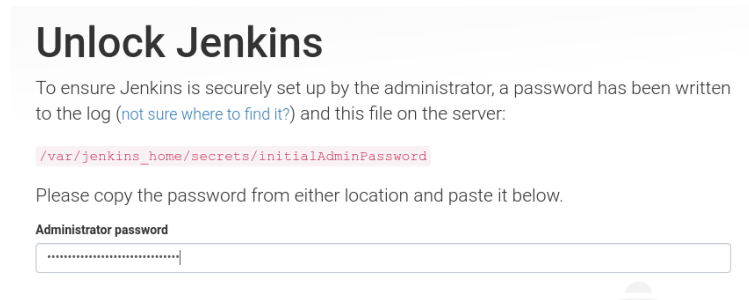 Unlock Jenkins
To ensure Jenkins is securely set up by the administrator, a password has been written
to the log (not sure where to find it?) and this file on the server:
/var/jenkins_home/secrets/initialAdminPassword
Please copy the password from either location and paste it below.
Administrator password
••••••••••••••••••••••••••••••••